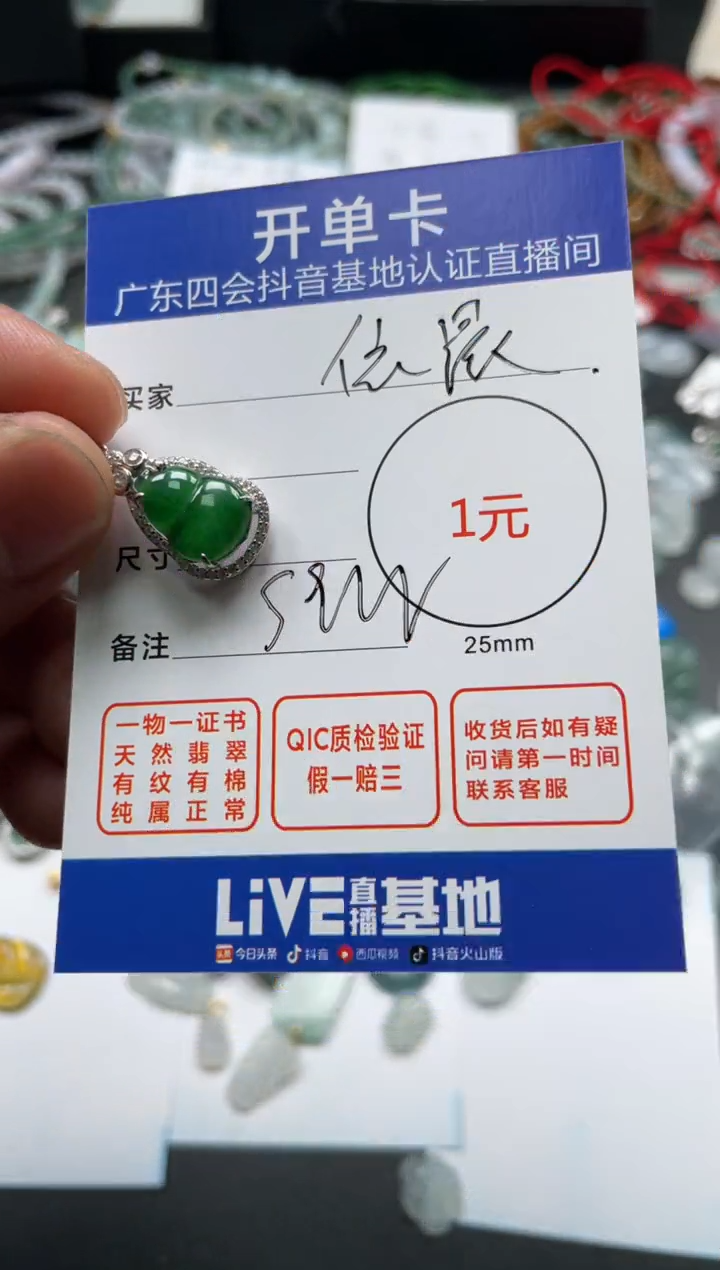 开单卡
广东四会抖音基地认证直播间
买家
1元
尺寸
备注
25mm
一物一证书
天然翡翠
有纹有棉
纯属正常
QIC质检验证
假一赔三
收货后如有疑
问请第一时间
联系客服
LiVE直播基地
头条 今日头条 抖音 西瓜视频 抖音火山版